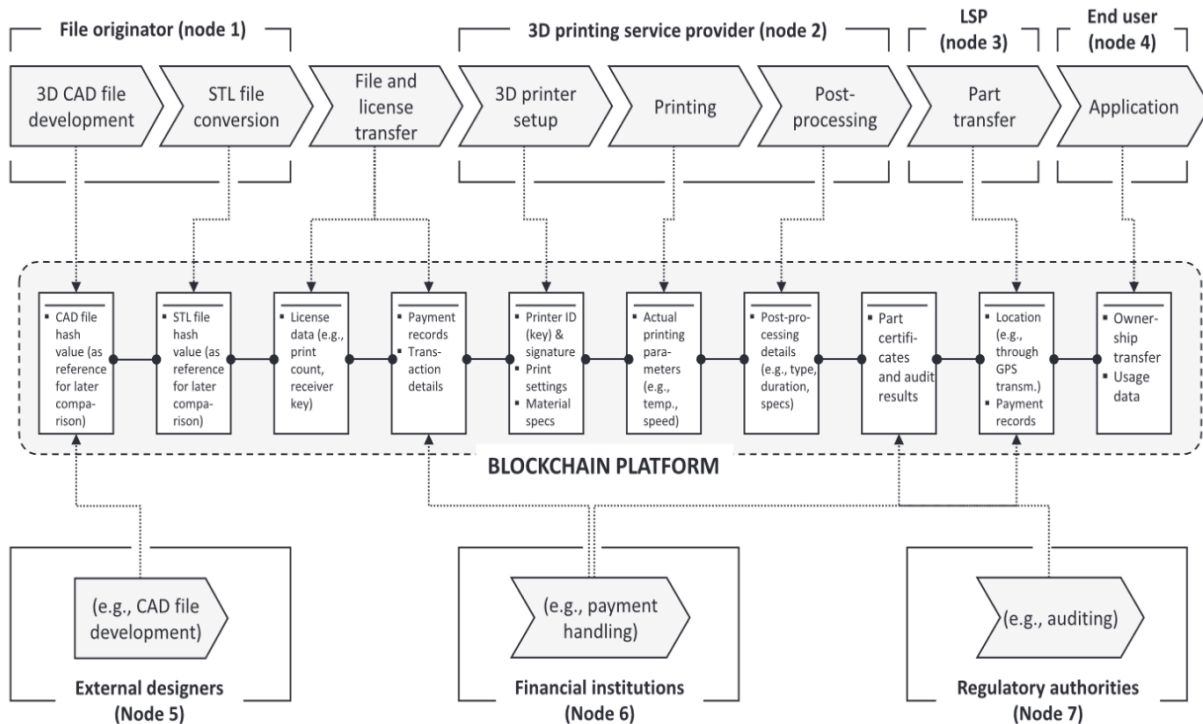 File originator (node 1)
3D printing service provider (node 2)
LSP
(node 3)
End user
(node 4)
3D CAD file
development
STL file
conversion
File and
license
transfer
3D printer
setup
Printing
Post-
processing
Part
transfer
Application
▪ CAD file
hash
value (as
reference
for later
compa-
rison)
▪ STL file
hash
value (as
reference
for later
compa-
rison)
▪ License
data (e.g.,
print
count,
receiver
key)
▪ Payment
records
▪ Trans-
action
details
▪ Printer ID
(key) &
signature
▪ Print
settings
▪ Material
specs
▪ Actual
printing
para-
meters
(e.g.,
temp.,
speed)
▪ Post-pro-
cessing
details
(e.g., type,
duration,
specs)
▪ Part
certifi-
cates
and audit
results
▪ Location
(e.g.,
through
GPS
transm.)
▪ Payment
records
▪ Owner-
ship
transfer
▪ Usage
data
BLOCKCHAIN PLATFORM
(e.g., CAD file
development)
(e.g., payment
handling)
(e.g., auditing)
External designers
(Node 5)
Financial institutions
(Node 6)
Regulatory authorities
(Node 7)